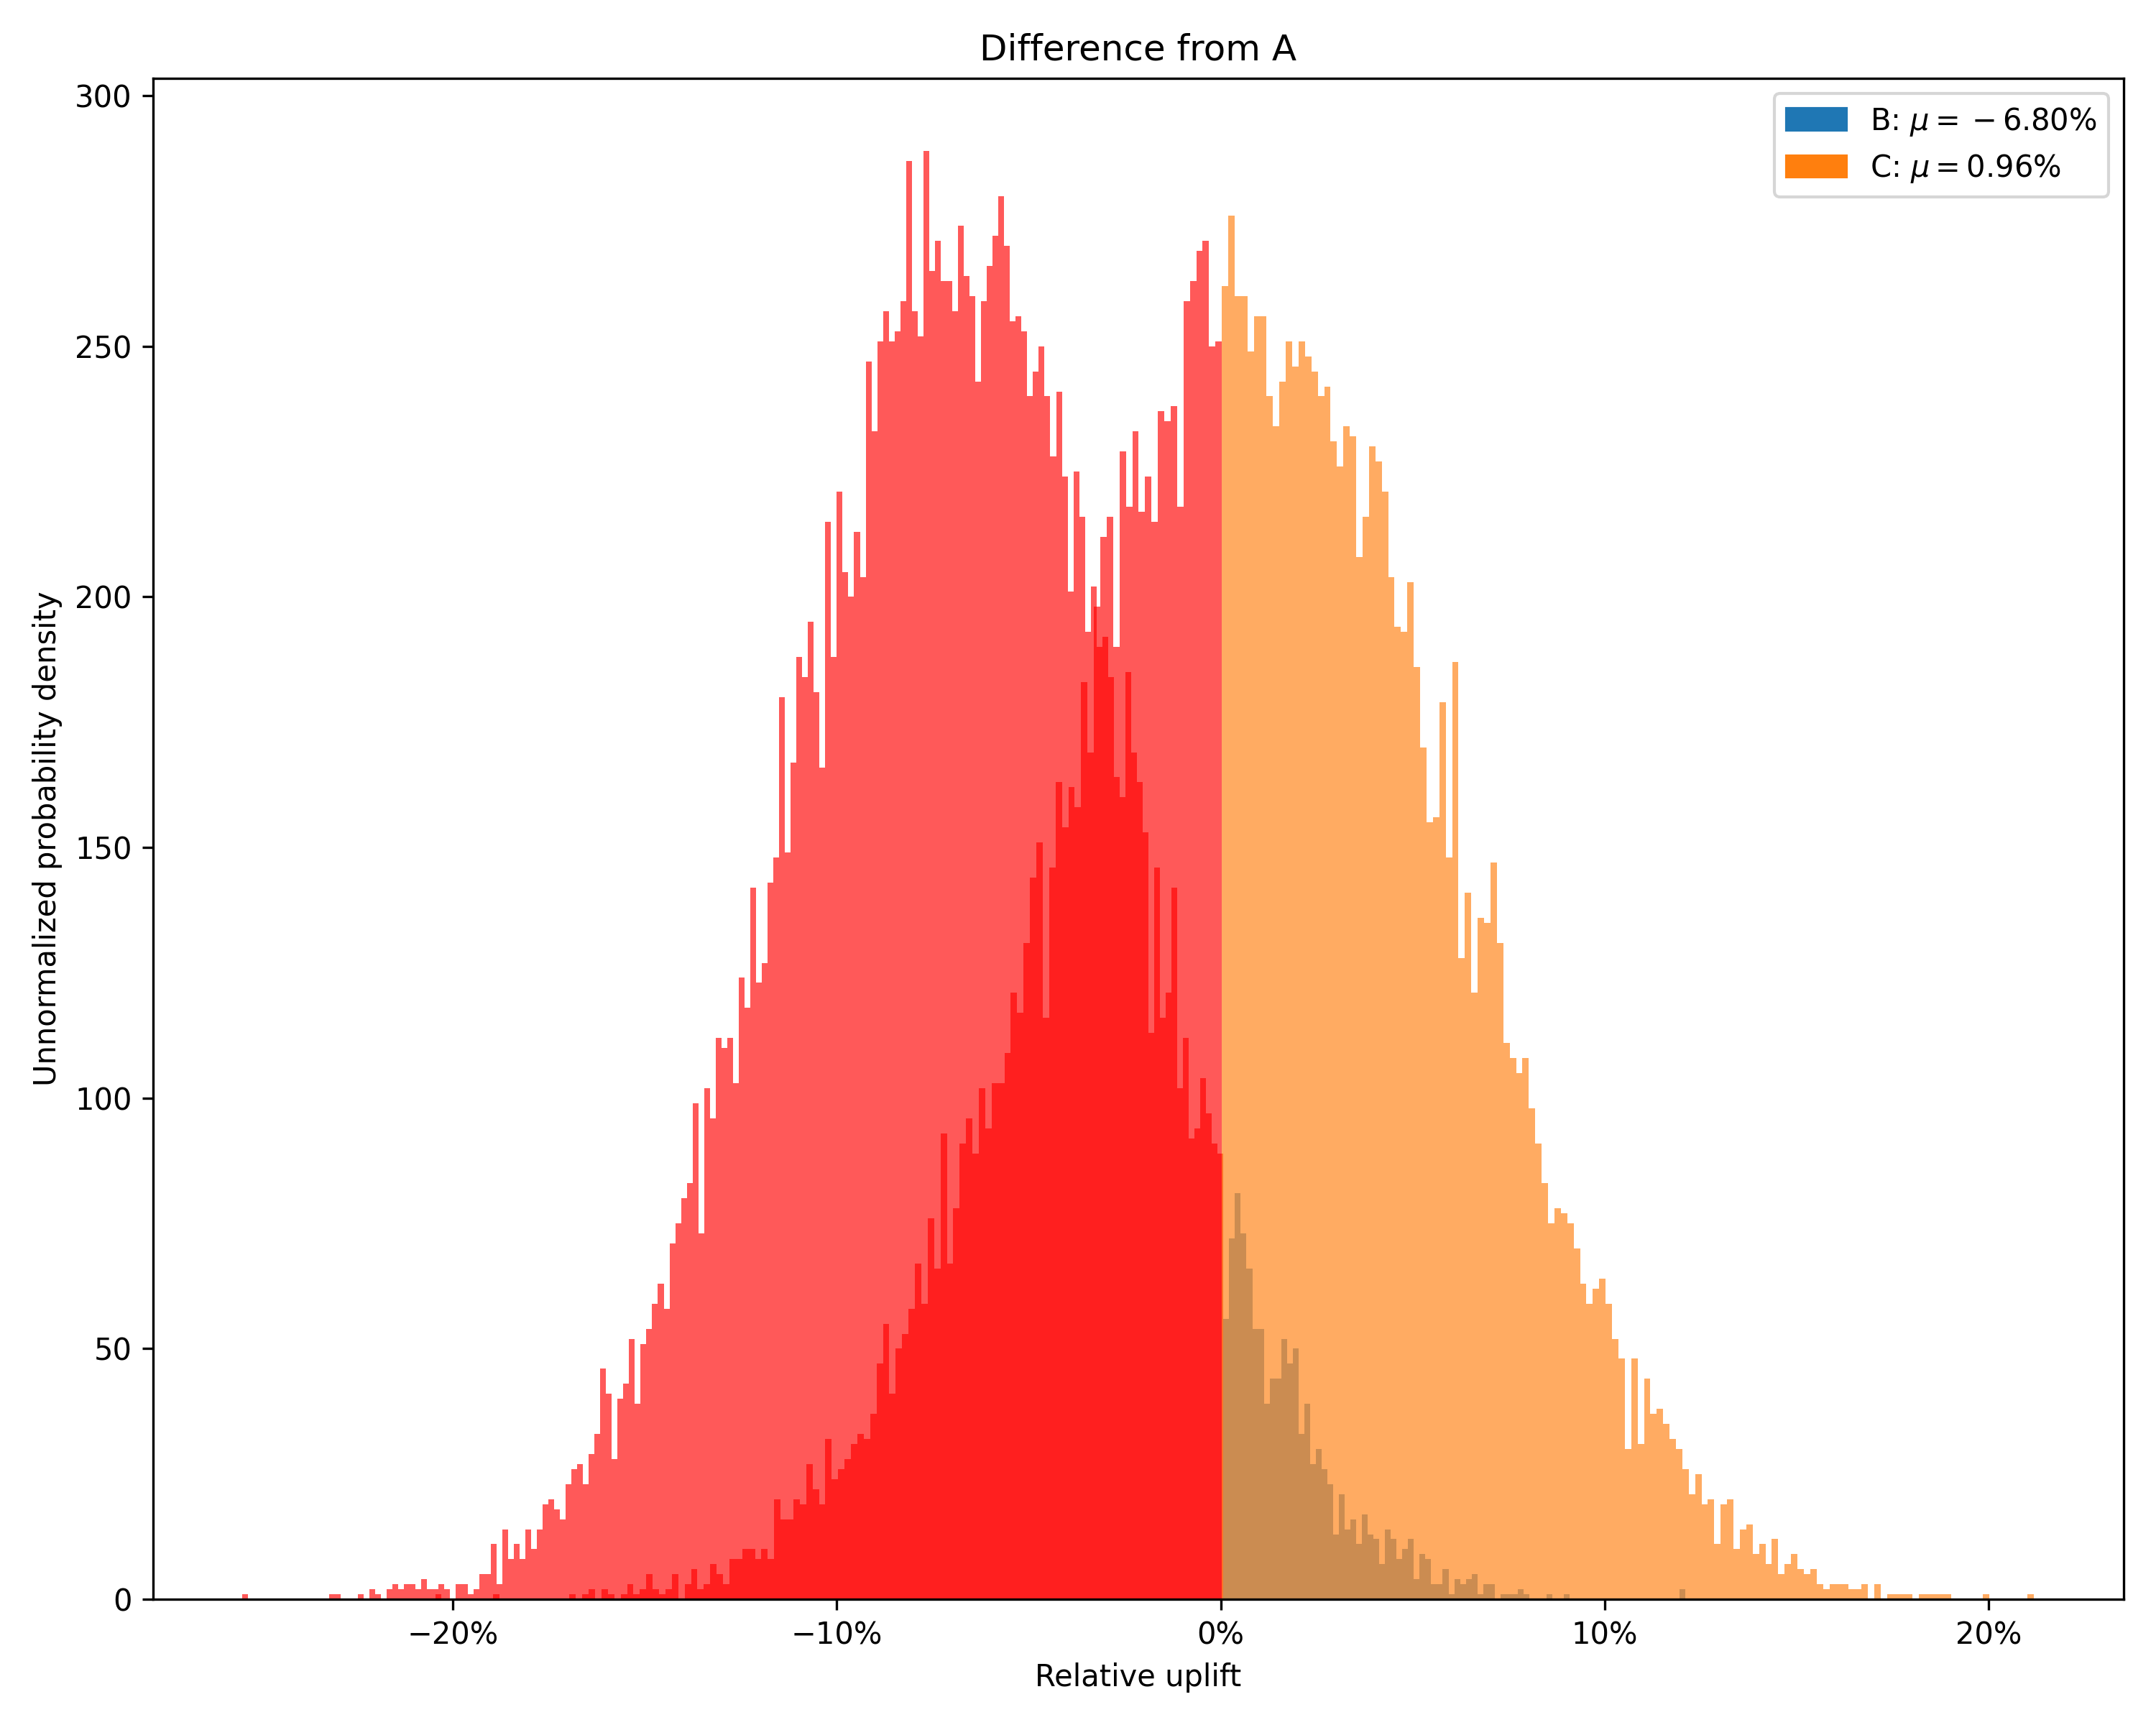 Difference from A
B: μ = −6.80%
C: μ = 0.96%
Unnormalized probability density
300
250
200
150
100
50
0
−20%
−10%
0%
10%
20%
Relative uplift